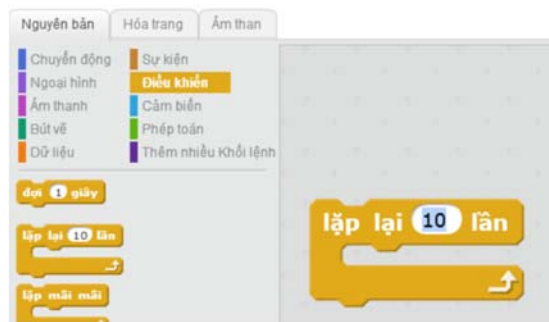 Nguyên bản Hóa trang Âm than
Chuyển động Sự kiện
Ngoại hình Điều khiển
Âm thanh Cảm biến
Bút vẽ Phép toán
Dữ liệu Thêm nhiều Khối lệnh
đợi 1 giây
lặp lại 10 lần
lặp mãi mãi
lặp lại 10 lần